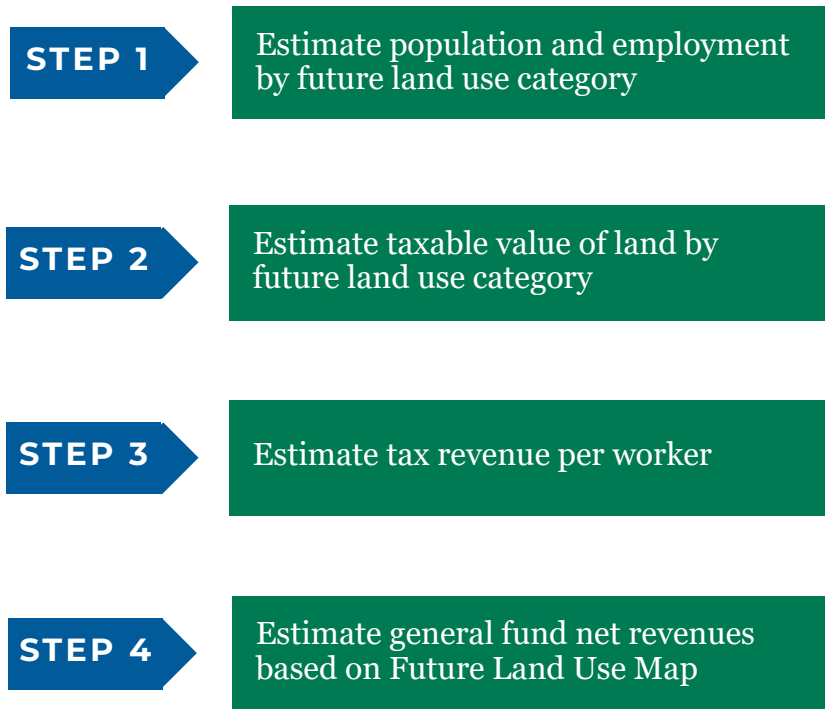 STEP 1
Estimate population and employment
by future land use category
STEP 2
Estimate taxable value of land by
future land use category
STEP 3
Estimate tax revenue per worker
STEP 4
Estimate general fund net revenues
based on Future Land Use Map